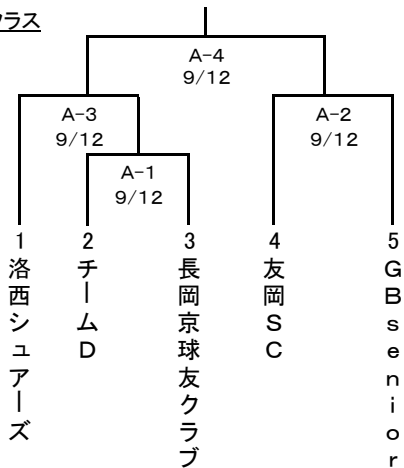 クラス
A-4
9/12
A-3
9/12
A-2
9/12
A-1
9/12
1
洛西シュアーズ
2
チームD
3
長岡京球友クラブ
4
友岡SC
5
GBsenior